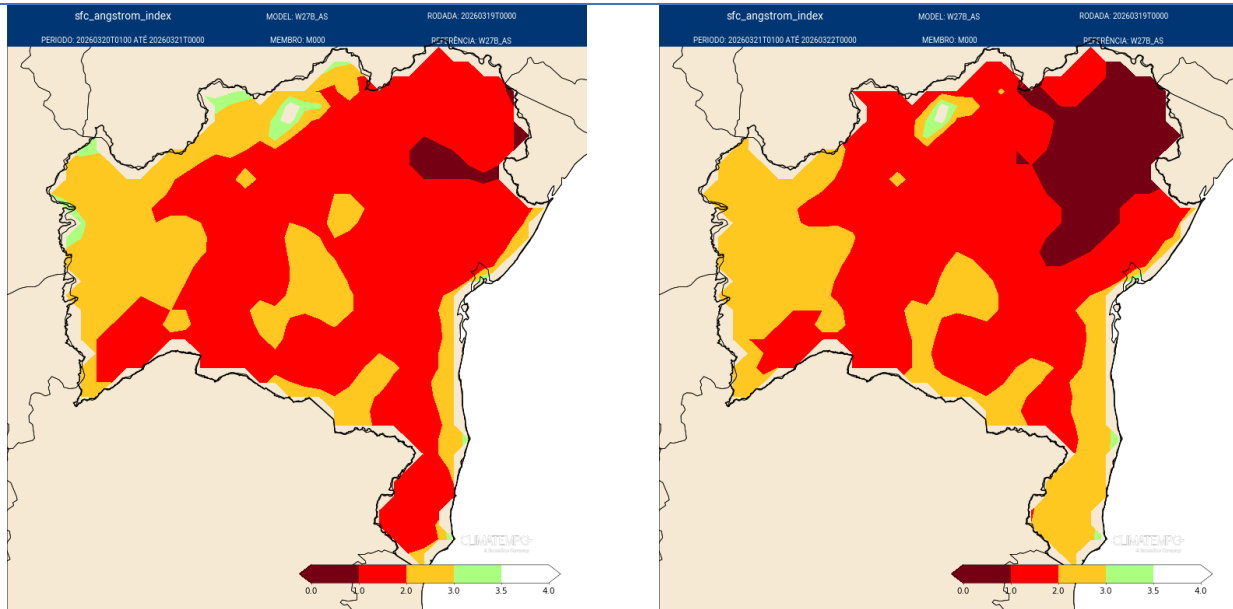 sfc_angstrom_index MODEL: W27B_AS RODADA: 20260319T0000
PERIODO: 20260320T0100 ATÉ 20260321T0000 MEMBRO: M000 REFERÊNCIA: W27B_AS
CLIMATEMPO
0.0 1.0 2.0 3.0 3.5 4.0
sfc_angstrom_index MODEL: W27B_AS RODADA: 20260319T0000
PERIODO: 20260321T0100 ATÉ 20260322T0000 MEMBRO: M000 REFERÊNCIA: W27B_AS
CLIMATEMPO
0.0 1.0 2.0 3.0 3.5 4.0